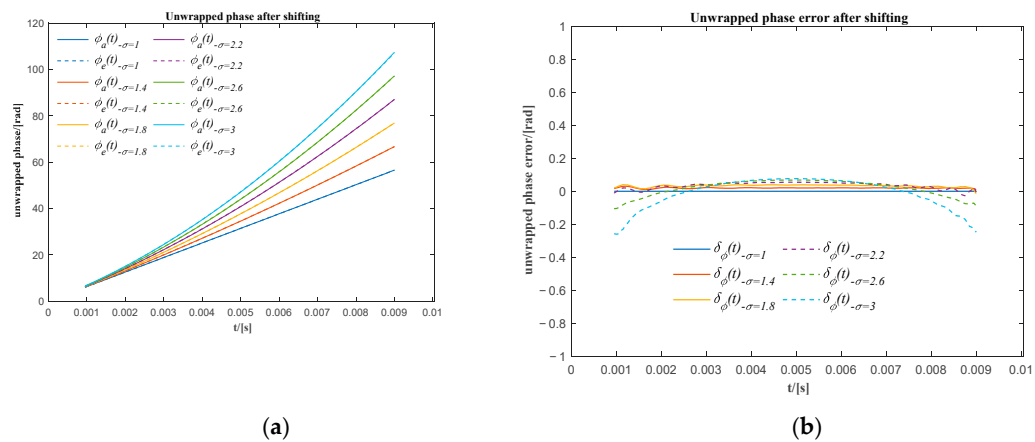 Unwrapped phase after shifting
120
100
80
60
40
20
0
unwrapped phase/[rad]
ϕa(t)-σ=1
ϕe(t)-σ=1
ϕa(t)-σ=1.4
ϕe(t)-σ=1.4
ϕa(t)-σ=1.8
ϕe(t)-σ=1.8
ϕa(t)-σ=2.2
ϕe(t)-σ=2.2
ϕa(t)-σ=2.6
ϕe(t)-σ=2.6
ϕa(t)-σ=3
ϕe(t)-σ=3
0 0.001 0.002 0.003 0.004 0.005 0.006 0.007 0.008 0.009 0.01
t/[s]
(a)
Unwrapped phase error after shifting
1
0.8
0.6
0.4
0.2
0
−0.2
−0.4
−0.6
−0.8
−1
unwrapped phase error/[rad]
δϕ(t)-σ=1
δϕ(t)-σ=1.4
δϕ(t)-σ=1.8
δϕ(t)-σ=2.2
δϕ(t)-σ=2.6
δϕ(t)-σ=3
0 0.001 0.002 0.003 0.004 0.005 0.006 0.007 0.008 0.009 0.01
t/[s]
(b)